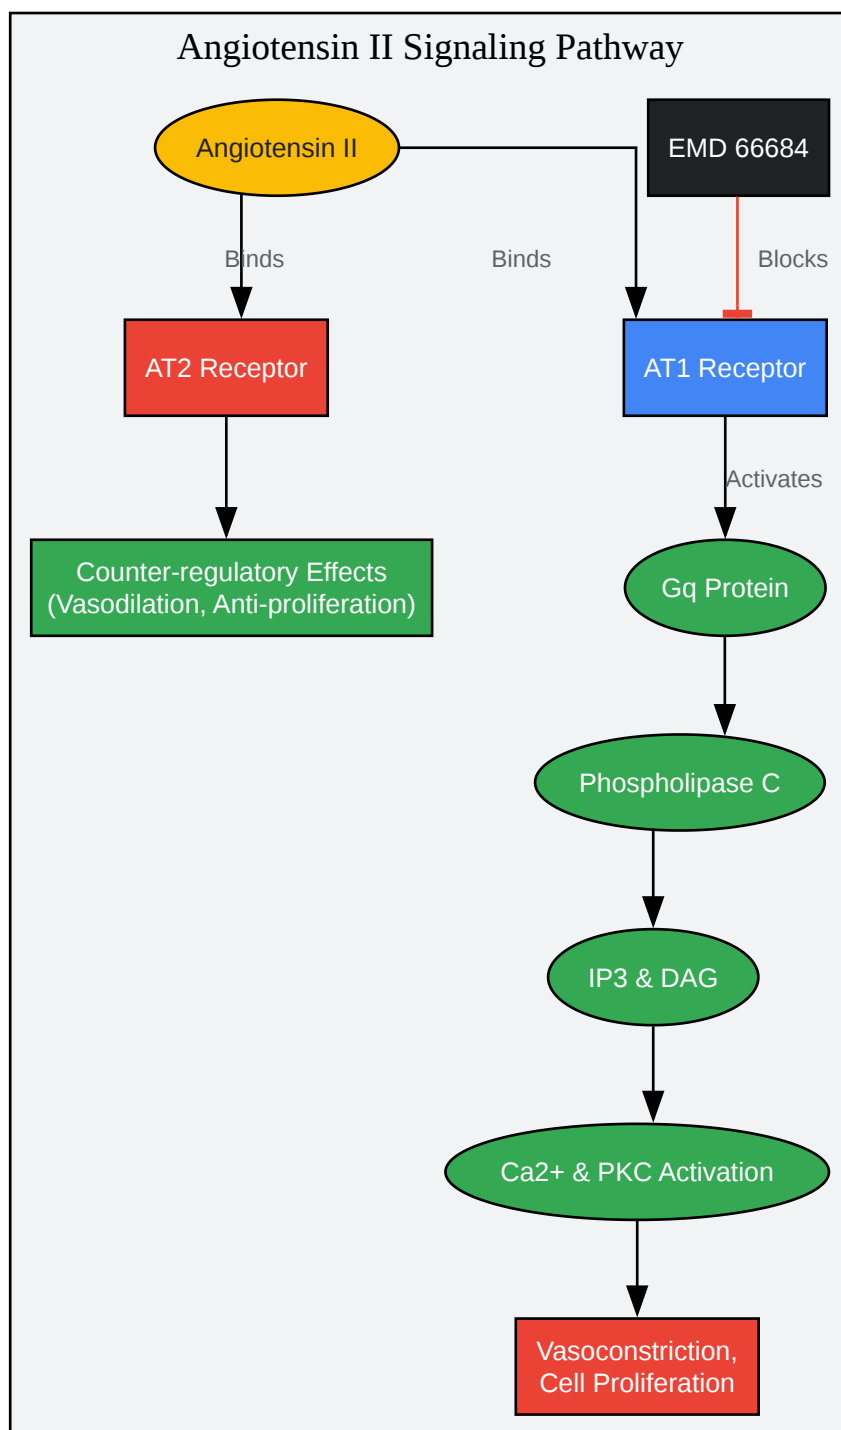 Angiotensin II Signaling Pathway
Angiotensin II
EMD 66684
Binds
Binds
Blocks
AT2 Receptor
AT1 Receptor
Activates
Counter-regulatory Effects
(Vasodilation, Anti-proliferation)
Gq Protein
Phospholipase C
IP3 & DAG
Ca2+ & PKC Activation
Vasoconstriction,
Cell Proliferation